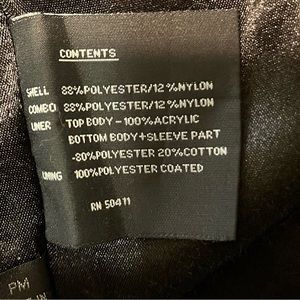 CONTENTS
SHELL 88%POLYESTER/12%NYLON
COMBO 88%POLYESTER/12%NYLON
LINER TOP BODY-100%ACRYLIC
BOTTOM BODY+SLEEVE PART
-80%POLYESTER 20%COTTON
LINING 100%POLYESTER COATED
RN 50411
PM
IN